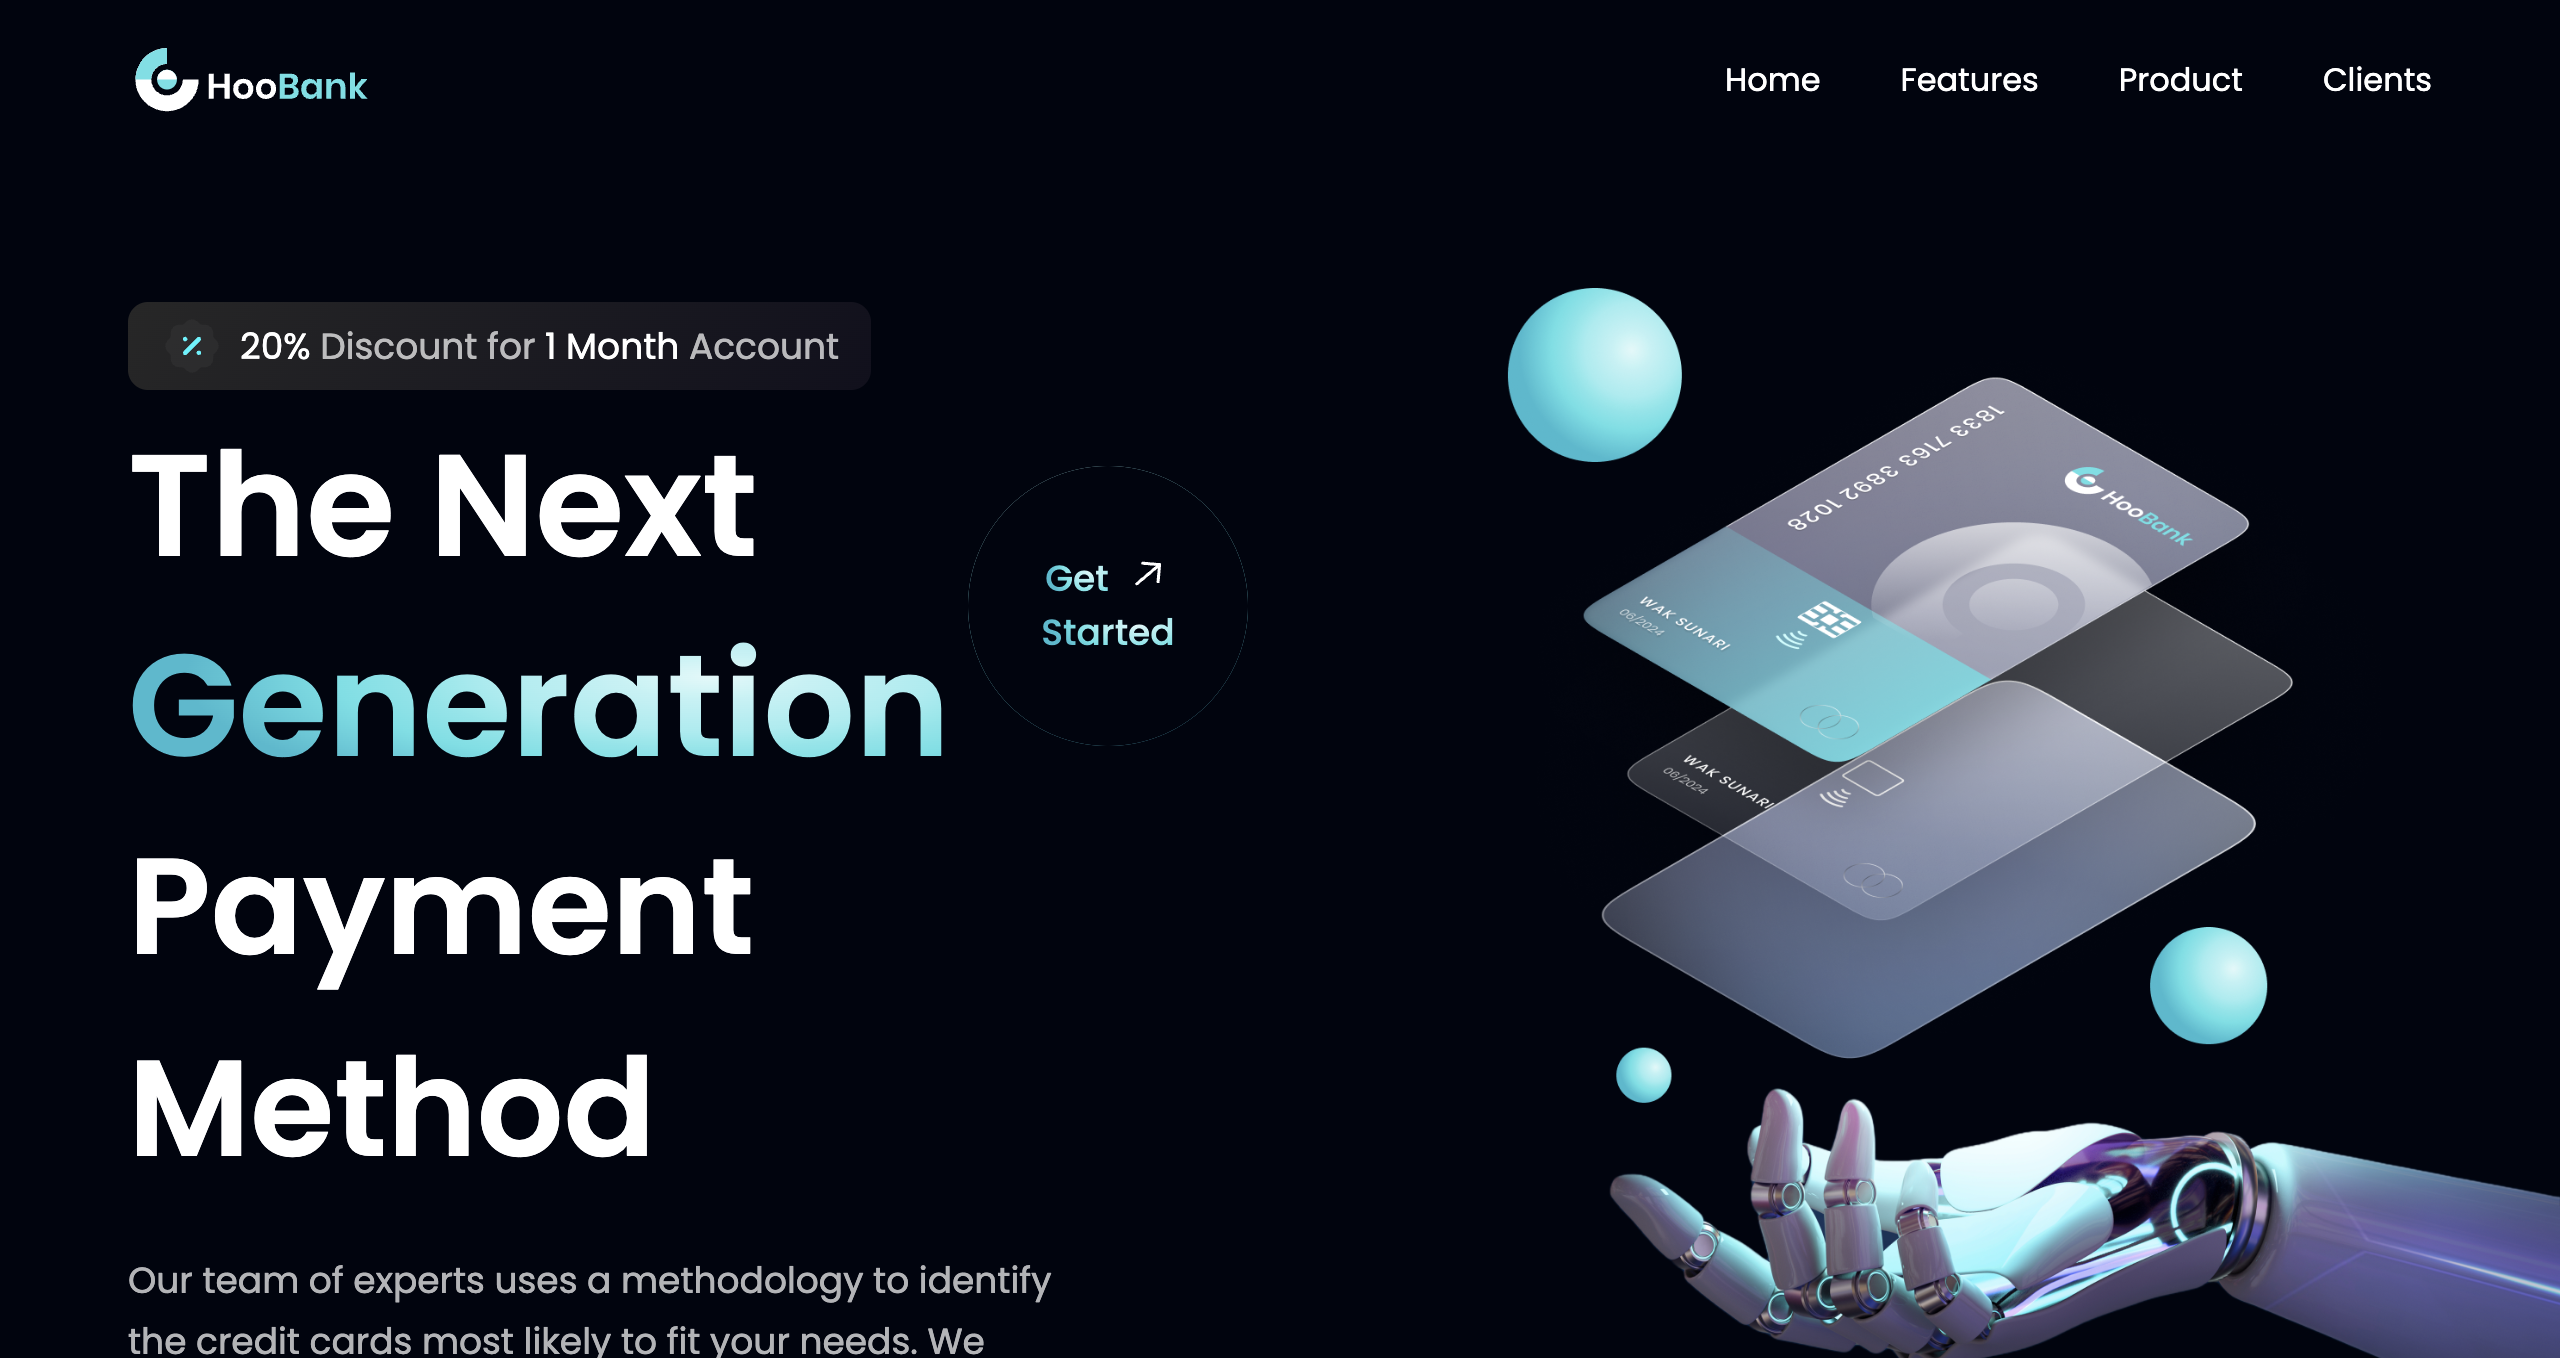 HooBank
Home
Features
Product
Clients
20% Discount for 1 Month Account
The Next
Generation
Payment
Method
Get
Started
Our team of experts uses a methodology to identify
the credit cards most likely to fit your needs. We
1833 7163 3892 1028
HooBank
WAK SUNARI
06/2024
WAK SUNARI
06/2024